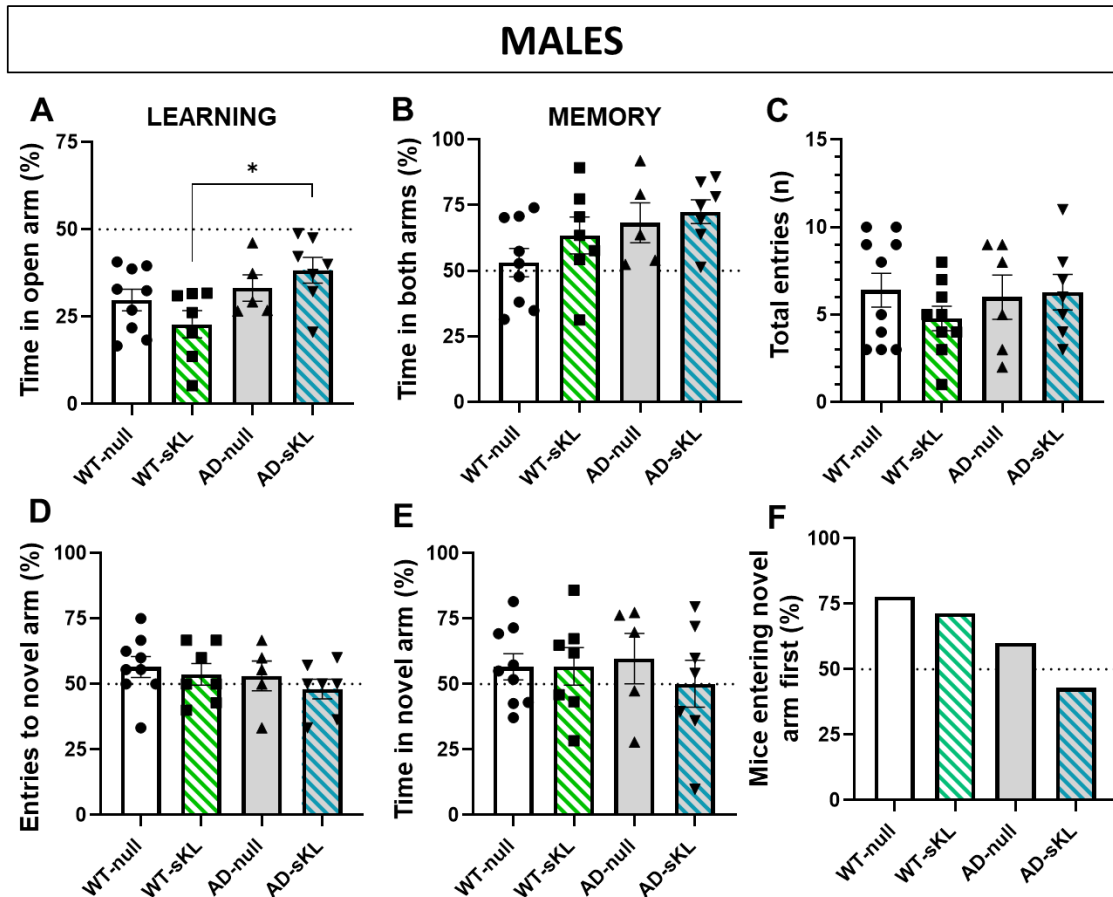 MALES
A
LEARNING
Time in open arm (%)
75
50
25
0
*
WT-null
WT-sKL
AD-null
AD-sKL
B
MEMORY
Time in both arms (%)
100
75
50
25
0
WT-null
WT-sKL
AD-null
AD-sKL
C
Total entries (n)
15
10
5
0
WT-null
WT-sKL
AD-null
AD-sKL
D
Entries to novel arm (%)
100
75
50
25
0
WT-null
WT-sKL
AD-null
AD-sKL
E
Time in novel arm (%)
100
75
50
25
0
WT-null
WT-sKL
AD-null
AD-sKL
F
Mice entering novel
arm first (%)
100
75
50
25
0
WT-null
WT-sKL
AD-null
AD-sKL